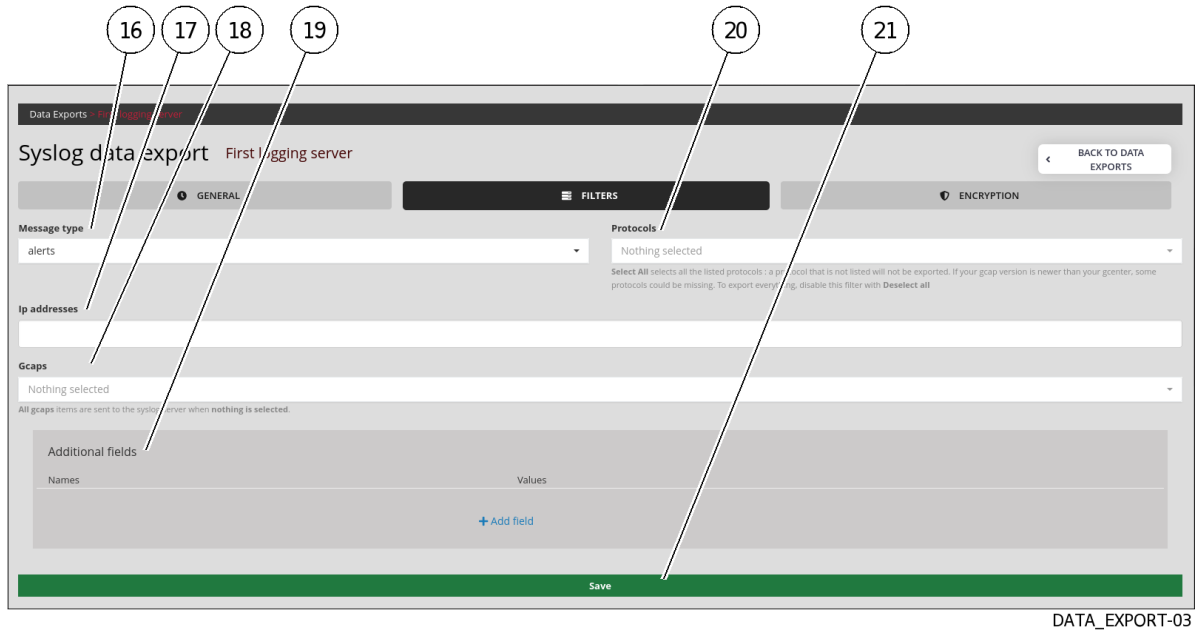 16 17 18 19 20 21
Data Exports > First logging server
Syslog data export First logging server
BACK TO DATA
EXPORTS
GENERAL FILTERS ENCRYPTION
Message type Protocols
alerts Nothing selected
Select All selects all the listed protocols : a protocol that is not listed will not be exported. If your gcap version is newer than your gcenter, some
protocols could be missing. To export everything, disable this filter with Deselect all
Ip addresses
Gcaps
Nothing selected
All gcaps items are sent to the syslog server when nothing is selected.
Additional fields
Names Values
+ Add field
Save
DATA_EXPORT-03